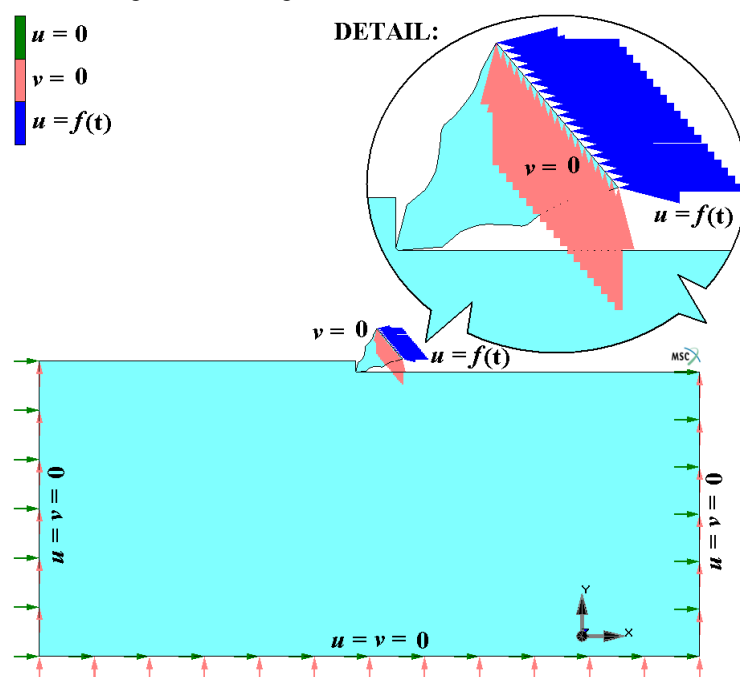 u = 0
v = 0
u = f(t)
DETAIL:
v = 0
u = f(t)
v = 0
u = f(t)
MSC
u = v = 0
u = v = 0
u = v = 0
Y
X